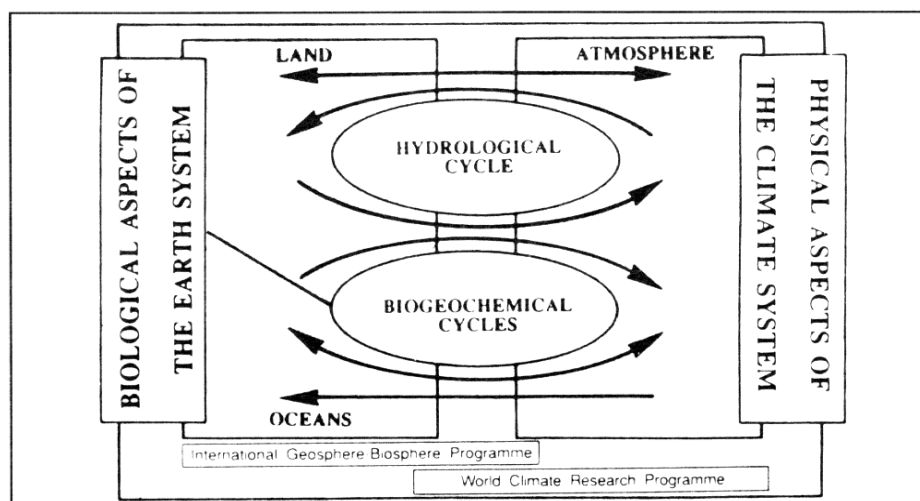 LAND
ATMOSPHERE
BIOLOGICAL ASPECTS OF
THE EARTH SYSTEM
HYDROLOGICAL
CYCLE
BIOGEOCHEMICAL
CYCLES
PHYSICAL ASPECTS OF
THE CLIMATE SYSTEM
OCEANS
International Geosphere Biosphere Programme
World Climate Research Programme